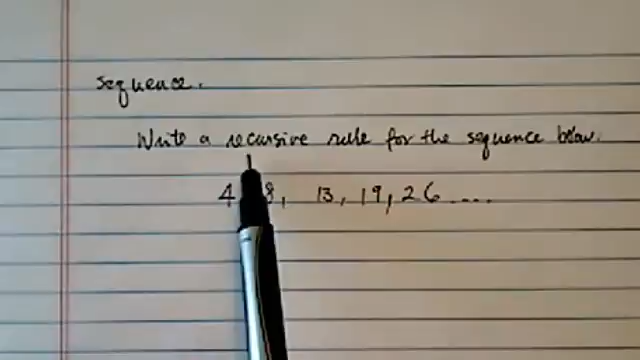 Sequence.
Write a recursive rule for the sequence below.
4 8, 13, 19, 26 ....